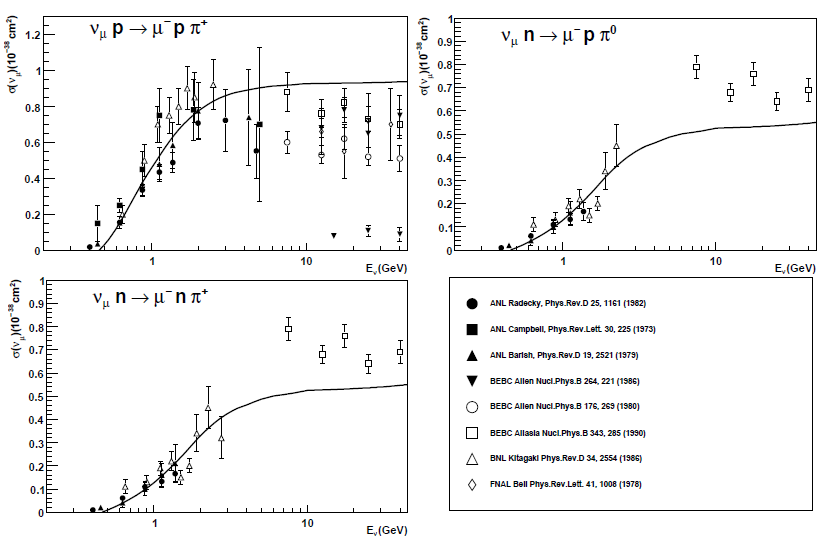 ν_μ p → μ⁻ p π⁺
σ(ν_μ)(10⁻³⁸ cm²)
1.2
1
0.8
0.6
0.4
0.2
0
1
10
E_ν(GeV)
ν_μ n → μ⁻ p π⁰
σ(ν_μ)(10⁻³⁸ cm²)
1
0.9
0.8
0.7
0.6
0.5
0.4
0.3
0.2
0.1
0
1
10
E_ν(GeV)
ν_μ n → μ⁻ n π⁺
σ(ν_μ)(10⁻³⁸ cm²)
1
0.9
0.8
0.7
0.6
0.5
0.4
0.3
0.2
0.1
0
1
10
E_ν(GeV)
ANL Radecky, Phys.Rev.D 25, 1161 (1982)
ANL Campbell, Phys.Rev.Lett. 30, 225 (1973)
ANL Barish, Phys.Rev.D 19, 2521 (1979)
BEBC Allen Nucl.Phys.B 264, 221 (1986)
BEBC Allen Nucl.Phys.B 176, 269 (1980)
BEBC Allasia Nucl.Phys.B 343, 285 (1990)
BNL Kitagaki Phys.Rev.D 34, 2554 (1986)
FNAL Bell Phys.Rev.Lett. 41, 1008 (1978)